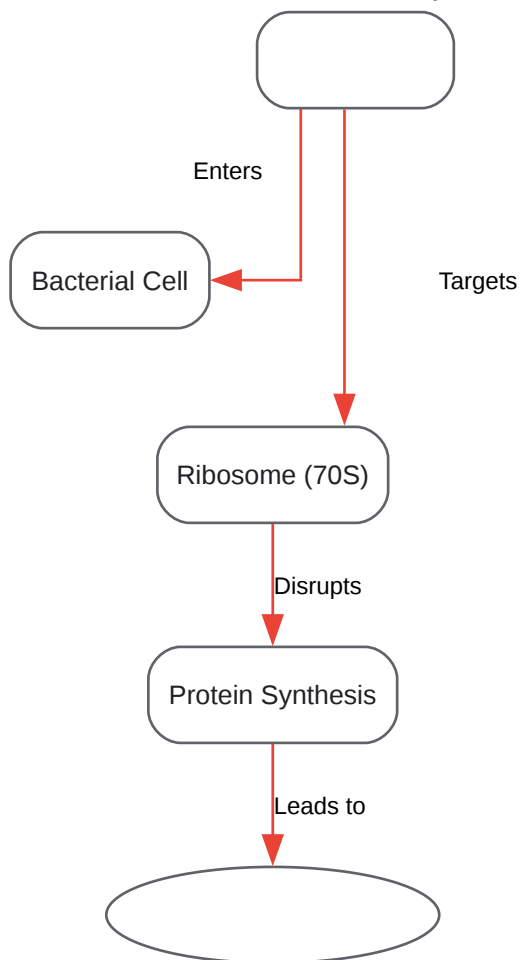 Enters
Bacterial Cell
Targets
Ribosome (70S)
Disrupts
Protein Synthesis
Leads to